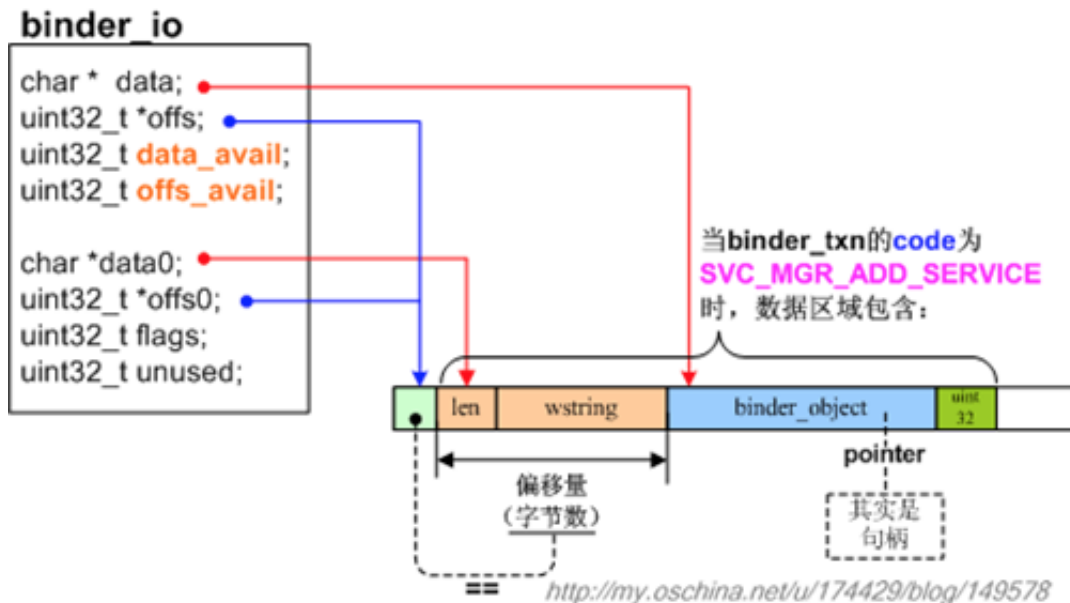 binder_io
char * data;
uint32_t *offs;
uint32_t data_avail;
uint32_t offs_avail;
char *data0;
uint32_t *offs0;
uint32_t flags;
uint32_t unused;
当binder_txn的code为
SVC_MGR_ADD_SERVICE
时，数据区域包含：
len
wstring
binder_object
uint
32
pointer
偏移量
（字节数）
其实是
句柄
==
http://my.oschina.net/u/174429/blog/149578